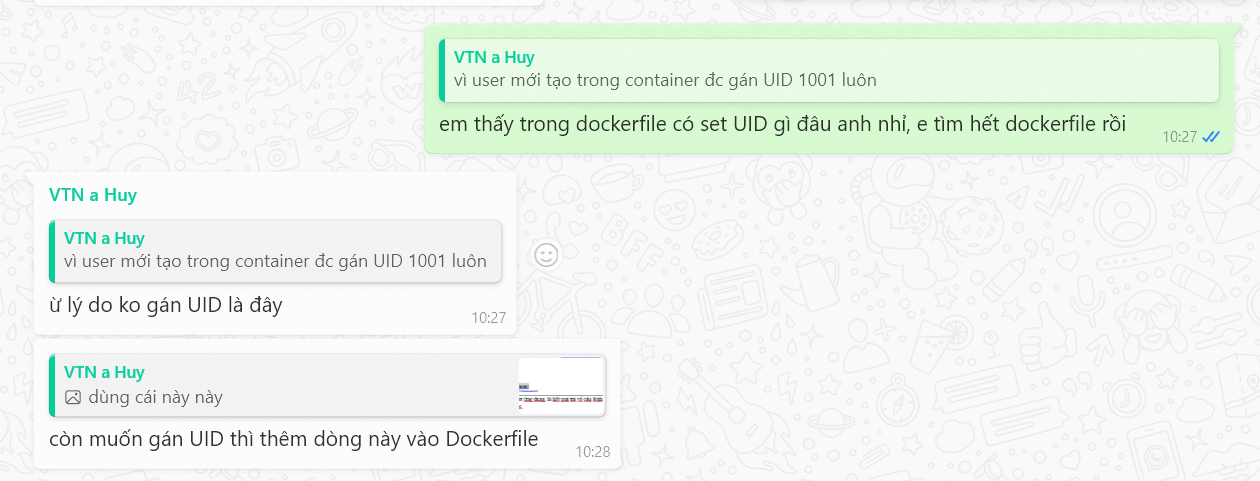 VTN a Huy
vì user mới tạo trong container đc gán UID 1001 luôn
em thấy trong dockerfile có set UID gì đâu anh nhỉ, e tìm hết dockerfile rồi
10:27
VTN a Huy
VTN a Huy
vì user mới tạo trong container đc gán UID 1001 luôn
ừ lý do ko gán UID là đây
10:27
VTN a Huy
dùng cái này này
còn muốn gán UID thì thêm dòng này vào Dockerfile
10:28